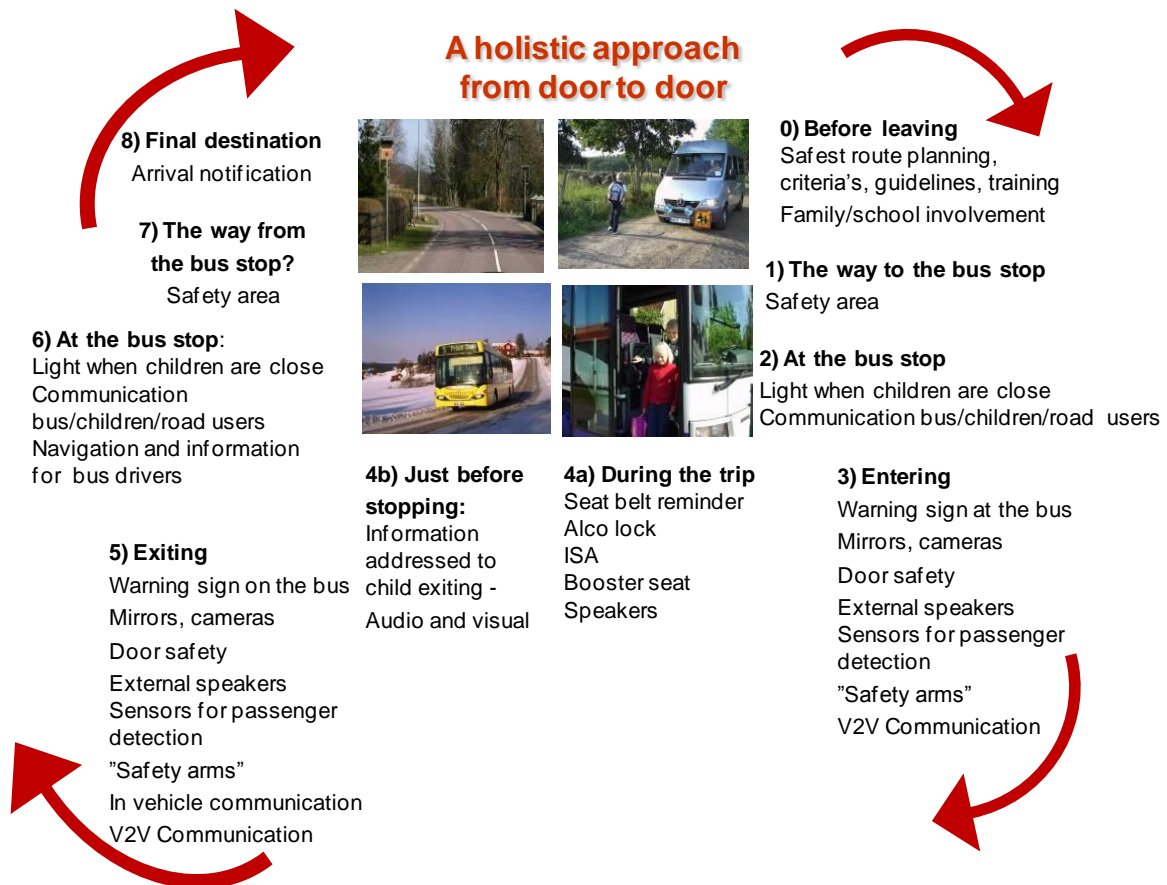 A holistic approach
from door to door
0) Before leaving
Safest route planning,
criteria's, guidelines, training
Family/school involvement
1) The way to the bus stop
Safety area
2) At the bus stop
Light when children are close
Communication bus/children/road users
3) Entering
Warning sign at the bus
Mirrors, cameras
Door safety
External speakers
Sensors for passenger
detection
”Safety arms”
V2V Communication
4a) During the trip
Seat belt reminder
Alco lock
ISA
Booster seat
Speakers
4b) Just before
stopping:
Information
addressed to
child exiting -
Audio and visual
5) Exiting
Warning sign on the bus
Mirrors, cameras
Door safety
External speakers
Sensors for passenger
detection
”Safety arms”
In vehicle communication
V2V Communication
6) At the bus stop:
Light when children are close
Communication
bus/children/road users
Navigation and information
for bus drivers
7) The way from
the bus stop?
Safety area
8) Final destination
Arrival notification